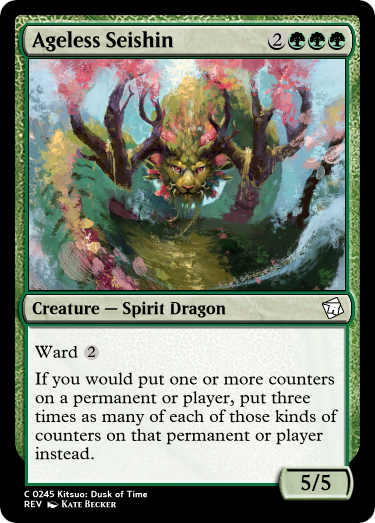 Ageless Seishin 2
Creature — Spirit Dragon
Ward 2
If you would put one or more counters
on a permanent or player, put three
times as many of each of those kinds of
counters on that permanent or player
instead.
5/5
C 0245 Kitsuo: Dusk of Time
REV Kate Becker